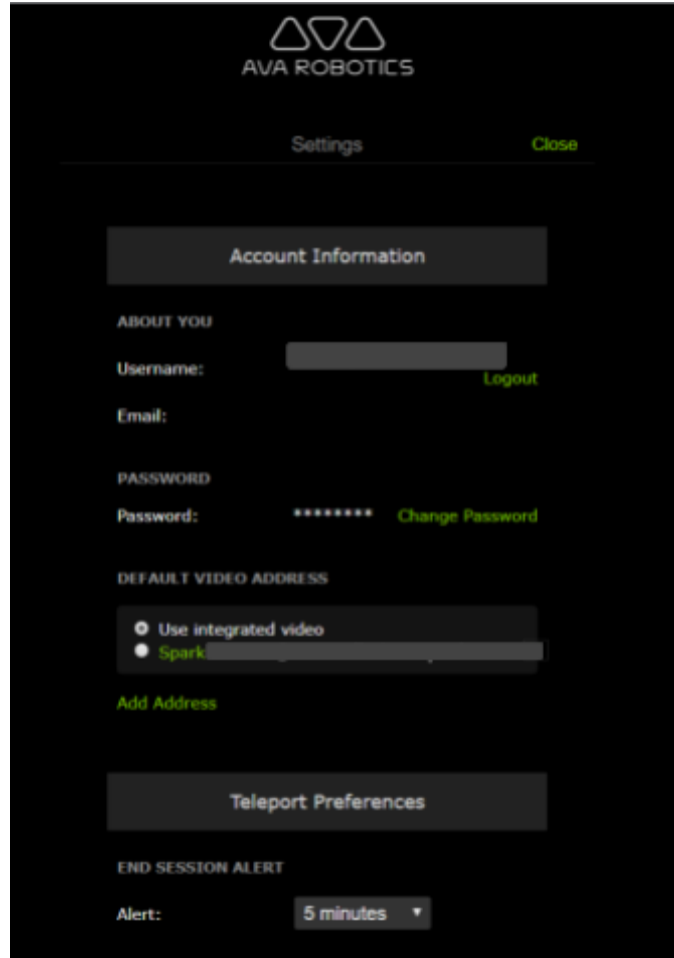 AVA ROBOTICS
Settings Close
Account Information
ABOUT YOU
Username:
Logout
Email:
PASSWORD
Password: ******** Change Password
DEFAULT VIDEO ADDRESS
Use integrated video
Spark
Add Address
Teleport Preferences
END SESSION ALERT
Alert: 5 minutes